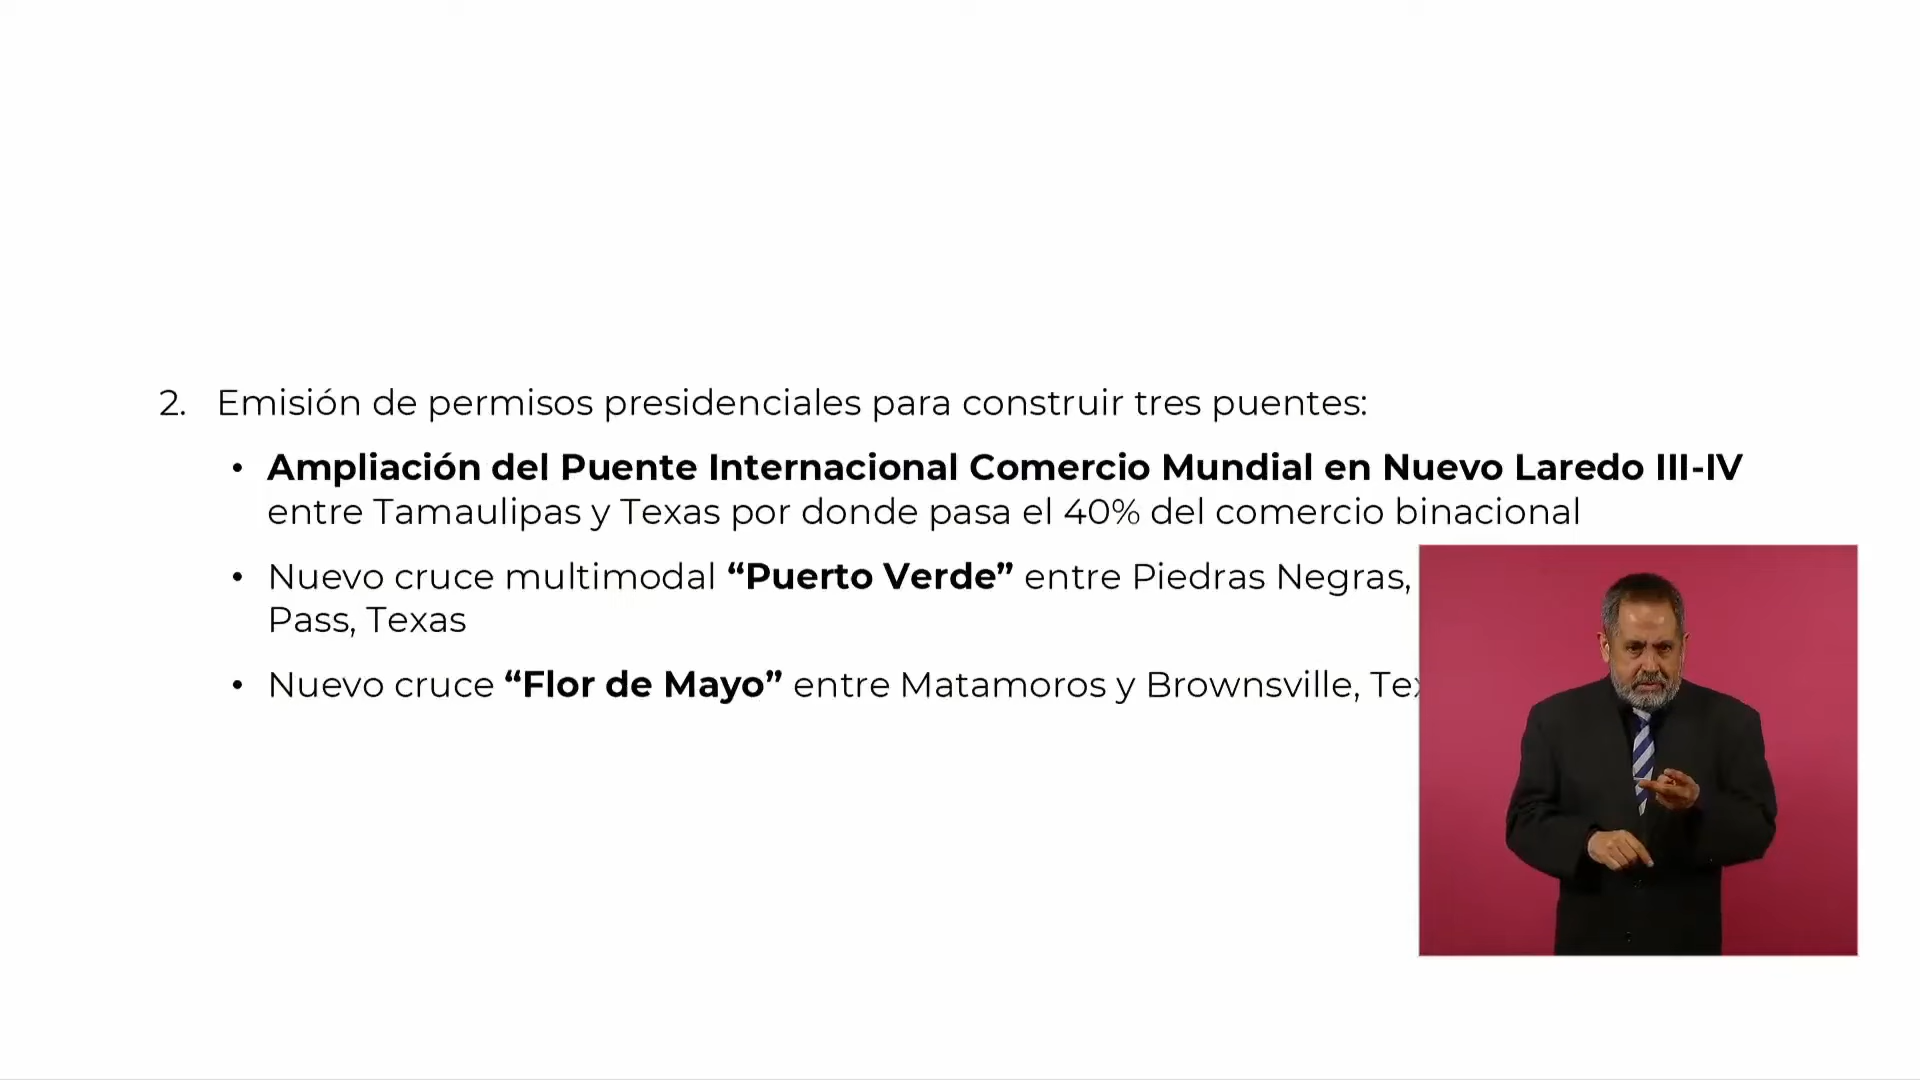 2. Emisión de permisos presidenciales para construir tres puentes:
• Ampliación del Puente Internacional Comercio Mundial en Nuevo Laredo III-IV
entre Tamaulipas y Texas por donde pasa el 40% del comercio binacional
• Nuevo cruce multimodal “Puerto Verde” entre Piedras Negras,
Pass, Texas
• Nuevo cruce “Flor de Mayo” entre Matamoros y Brownsville,